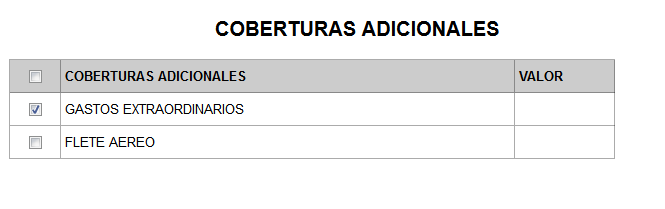 COBERTURAS ADICIONALES
COBERTURAS ADICIONALES VALOR
GASTOS EXTRAORDINARIOS
FLETE AEREO